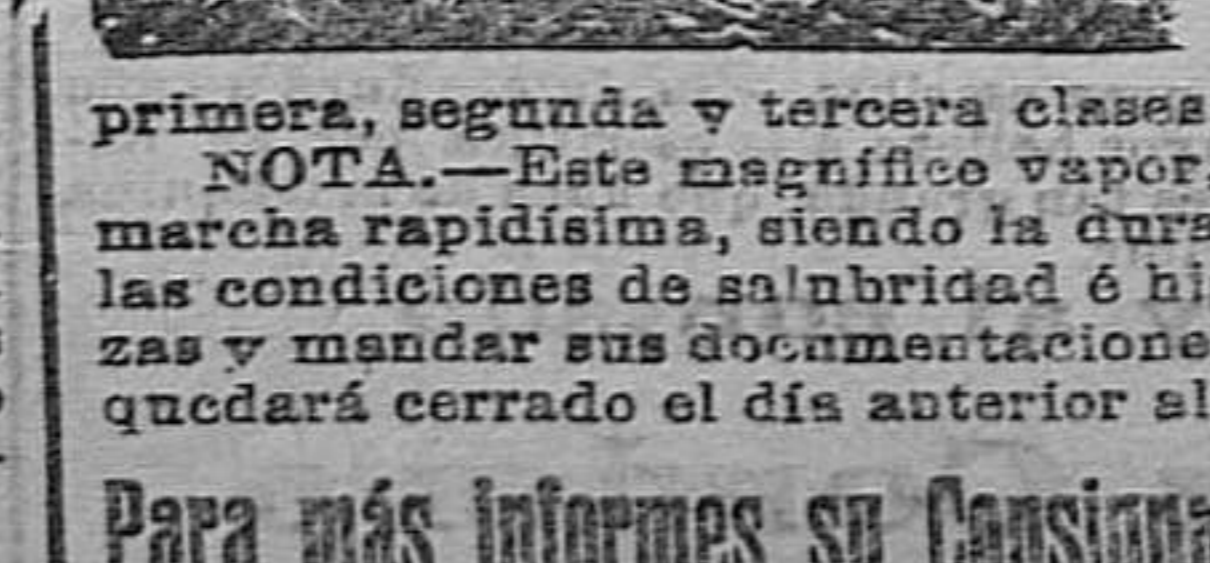 primera, segunda y tercera clases
NOTA.—Este magnífico vapor,
marcha rapidísima, siendo la dura
las condiciones de salubridad é hi
zas y mandar sus documentacione
quedará cerrado el día anterior al
Para más informes su Consigna